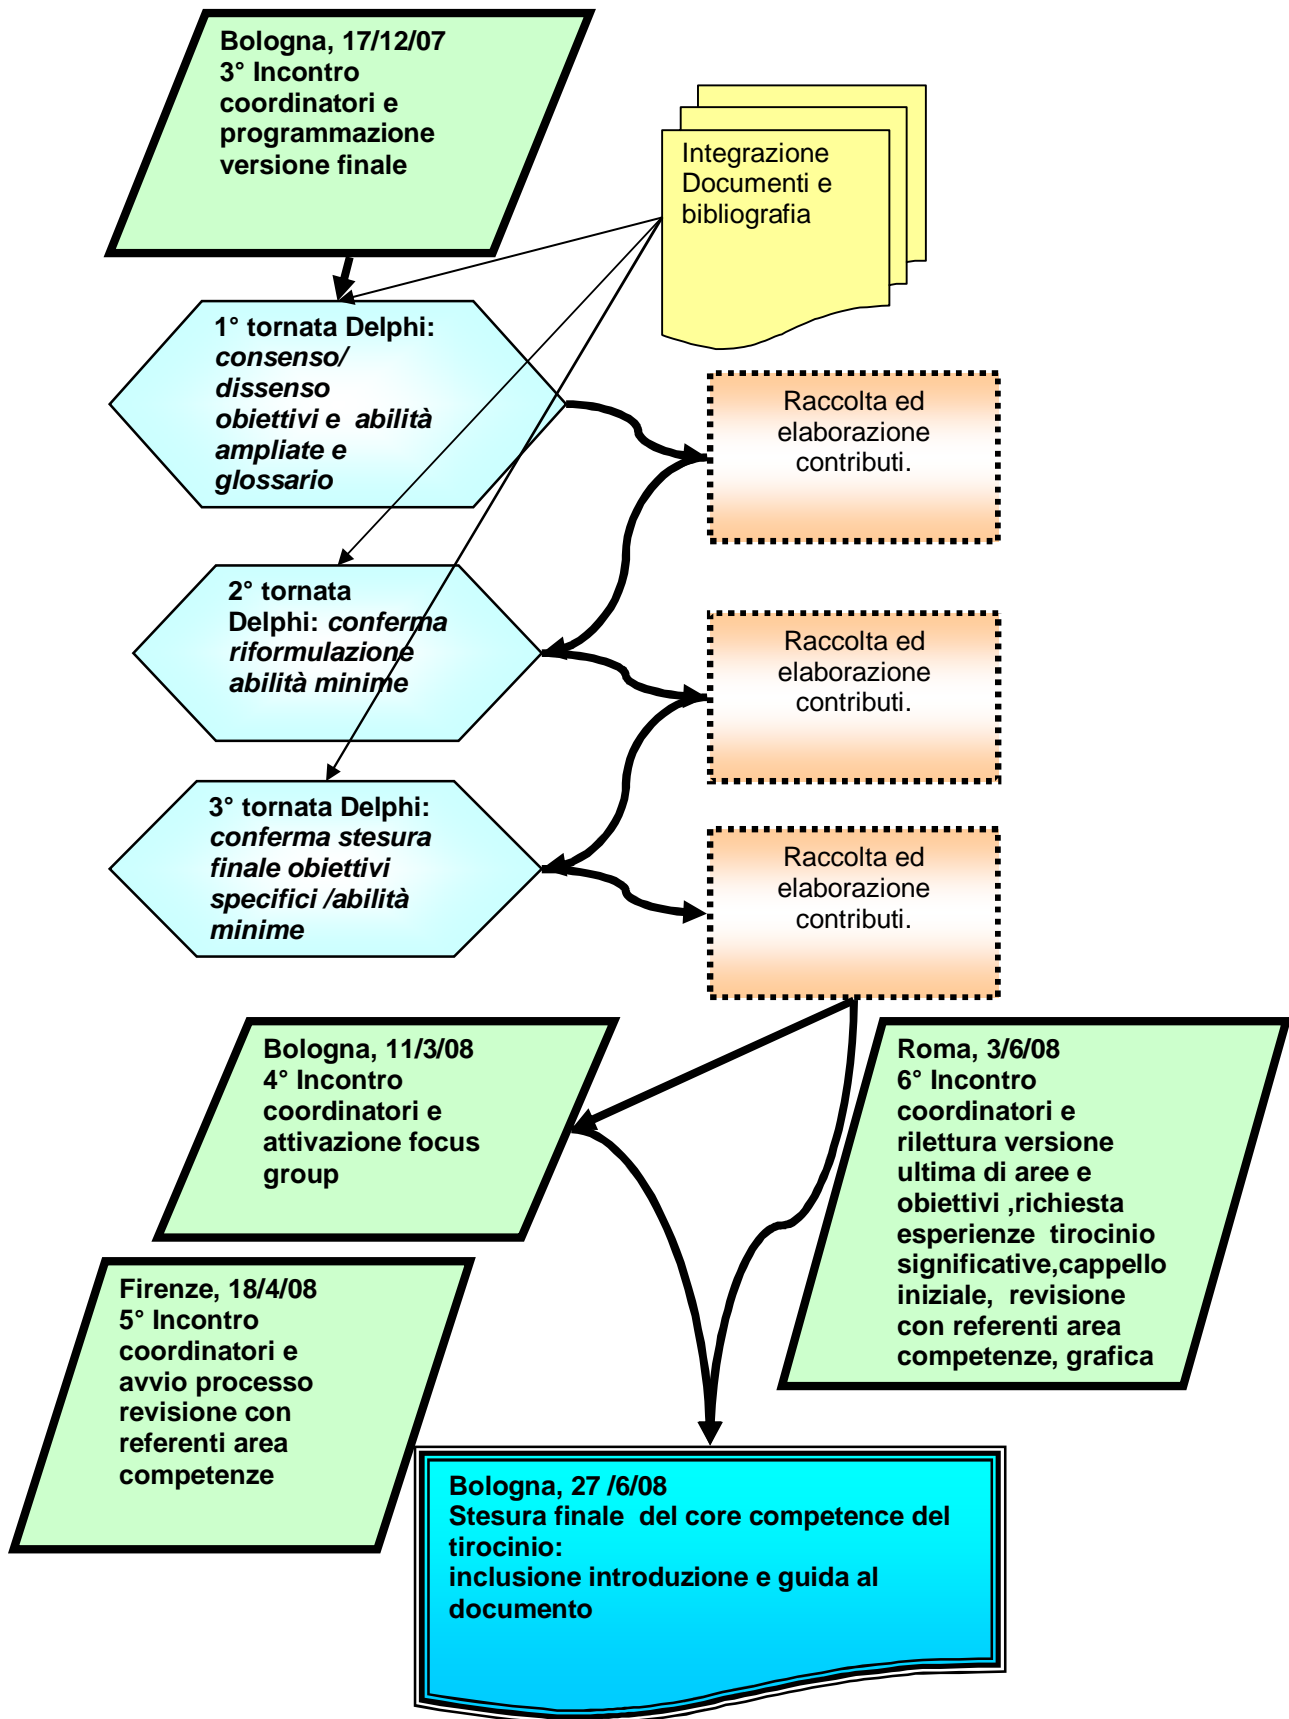 Bologna, 17/12/07
3° Incontro
coordinatori e
programmazione
versione finale
Integrazione
Documenti e
bibliografia
1° tornata Delphi:
consenso/
dissenso
obiettivi e abilità
ampliate e
glossario
Raccolta ed
elaborazione
contributi.
2° tornata
Delphi: conferma
riformulazione
abilità minime
Raccolta ed
elaborazione
contributi.
3° tornata Delphi:
conferma stesura
finale obiettivi
specifici /abilità
minime
Raccolta ed
elaborazione
contributi.
Bologna, 11/3/08
4° Incontro
coordinatori e
attivazione focus
group
Roma, 3/6/08
6° Incontro
coordinatori e
rilettura versione
ultima di aree e
obiettivi ,richiesta
esperienze tirocinio
significative,cappello
iniziale, revisione
con referenti area
competenze, grafica
Firenze, 18/4/08
5° Incontro
coordinatori e
avvio processo
revisione con
referenti area
competenze
Bologna, 27 /6/08
Stesura finale del core competence del
tirocinio:
inclusione introduzione e guida al
documento